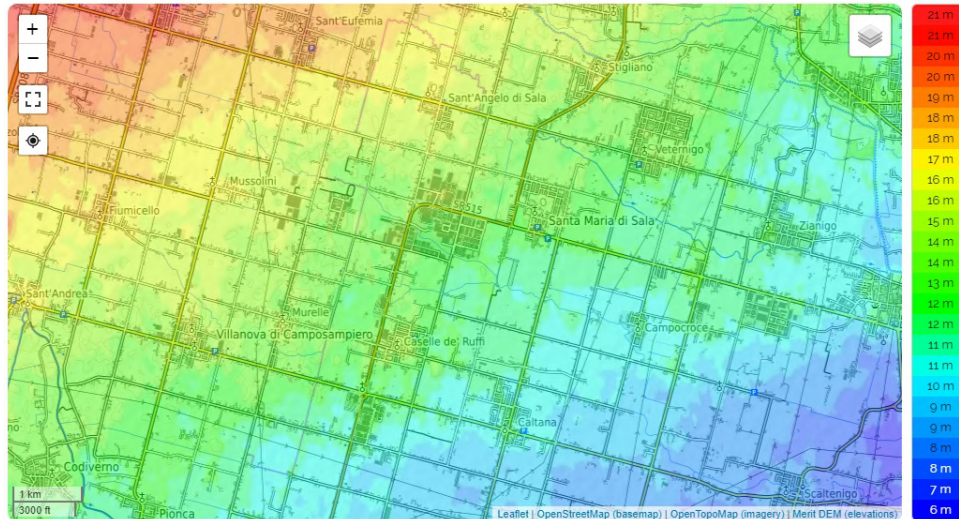 +
−
Sant'Eufemia
Stigliano
Sant'Angelo di Sala
Veternigo
Mussolini
Fiumicello
SR515
Santa Maria di Sala
Zianigo
Sant'Andrea
Murelle
Villanova di Camposampiero
Caselle de' Ruffi
Campocroce
Caltana
Codiverno
Scaltenigo
Pionca
1 km
3000 ft
Leaflet | OpenStreetMap (basemap) | OpenTopoMap (imagery) | Merit DEM (elevations)
21 m
21 m
20 m
20 m
19 m
18 m
18 m
17 m
16 m
16 m
15 m
14 m
14 m
13 m
12 m
12 m
11 m
11 m
10 m
9 m
9 m
8 m
8 m
7 m
6 m